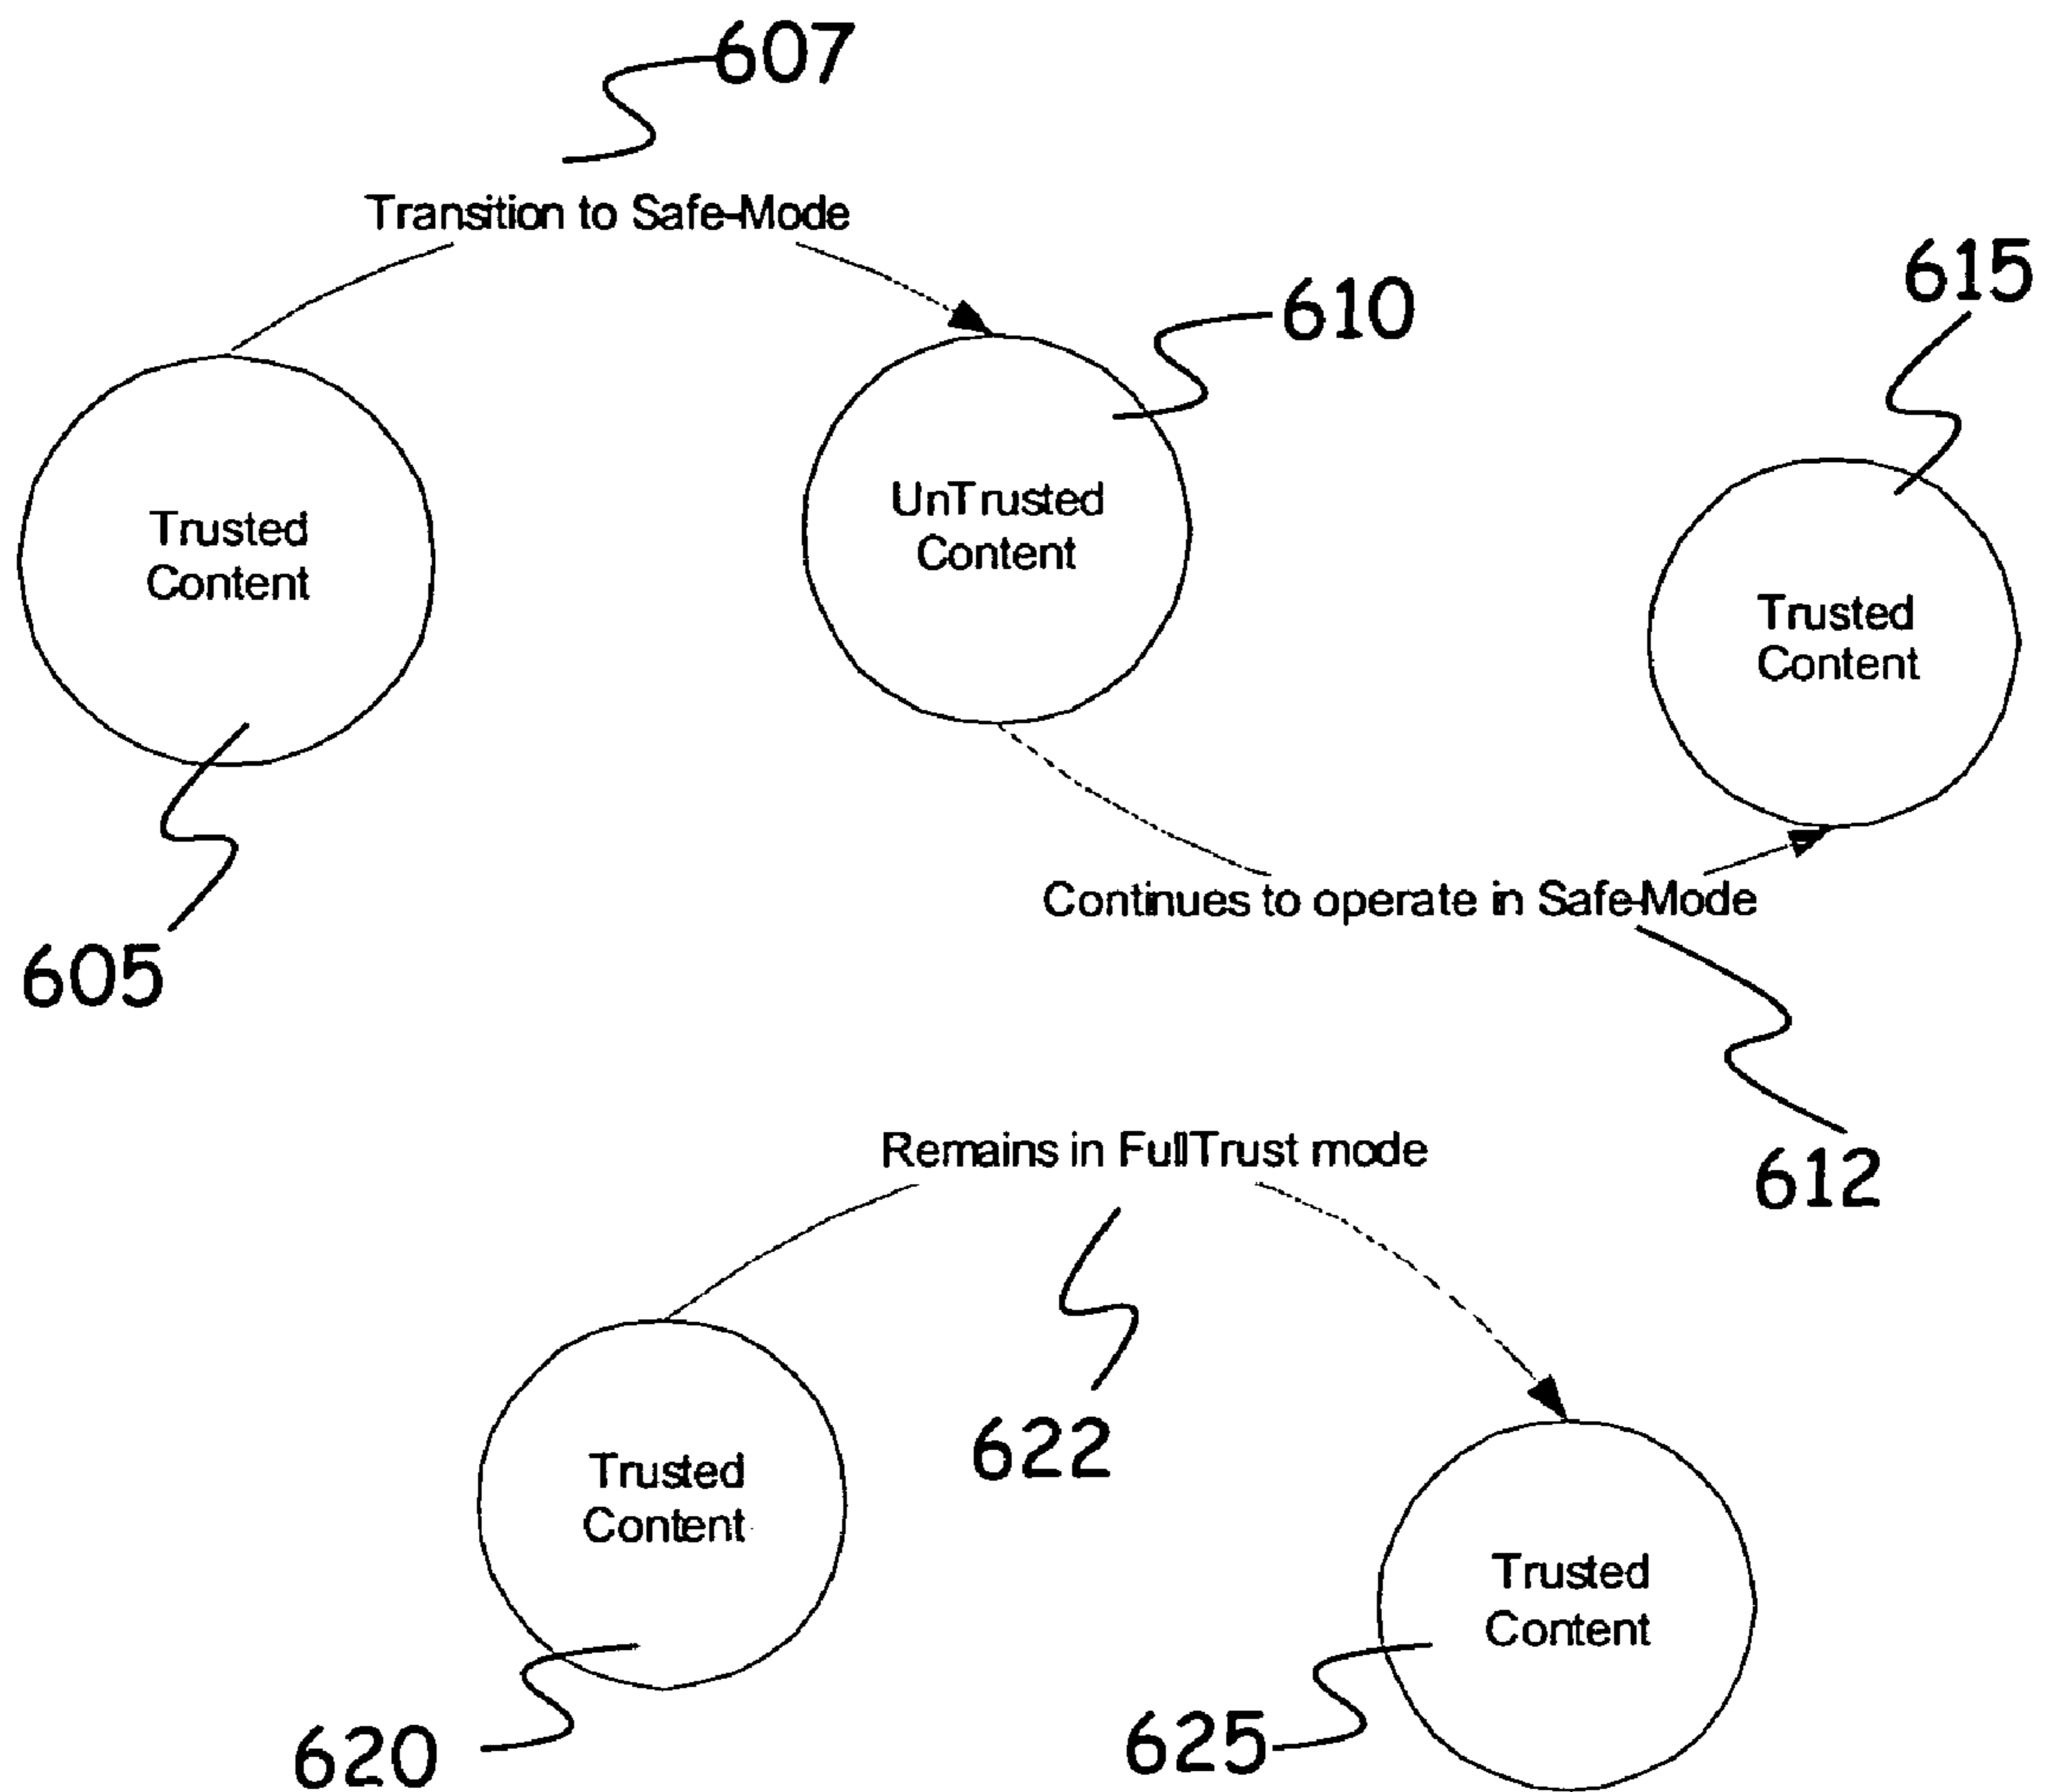 607
Transition to Safe-Mode
610
615
Trusted
Content
UnTrusted
Content
Trusted
Content
Continues to operate in Safe-Mode
605
612
Remains in FullTrust mode
622
Trusted
Content
Trusted
Content
620
625